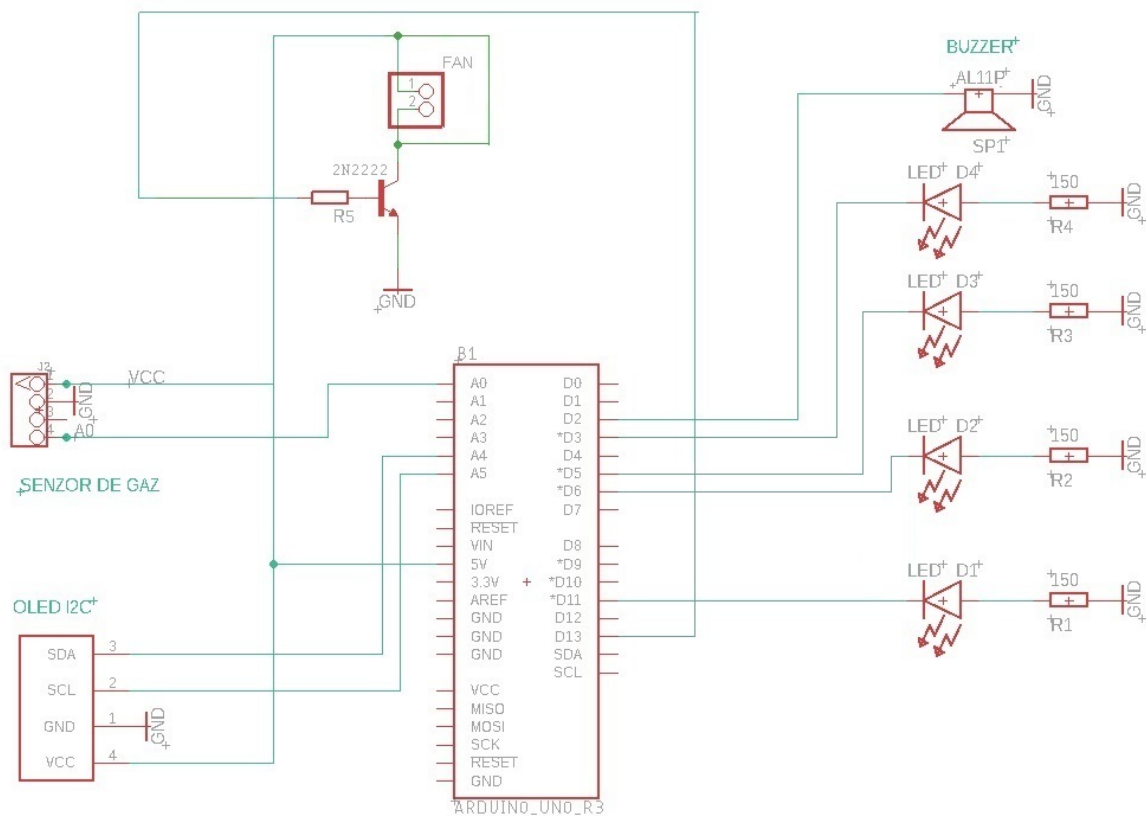 FAN
1
2
2N2222
R5
GND
BUZZER
AL11P
GND
SP1
LED D4
150
GND
R4
LED D3
150
GND
R3
LED D2
150
GND
R2
LED D1
150
GND
R1
J2
1
2
3
4
VCC
GND
A0
SENZOR DE GAZ
OLED I2C
SDA 3
SCL 2
GND 1
GND
VCC 4
B1
A0 D0
A1 D1
A2 D2
A3 *D3
A4 D4
A5 *D5
*D6
IOREF D7
RESET
VIN D8
5V *D9
3.3V *D10
AREF *D11
GND D12
GND D13
GND SDA
SCL
VCC
MISO
MOSI
SCK
RESET
GND
ARDUINO_UNO_R3